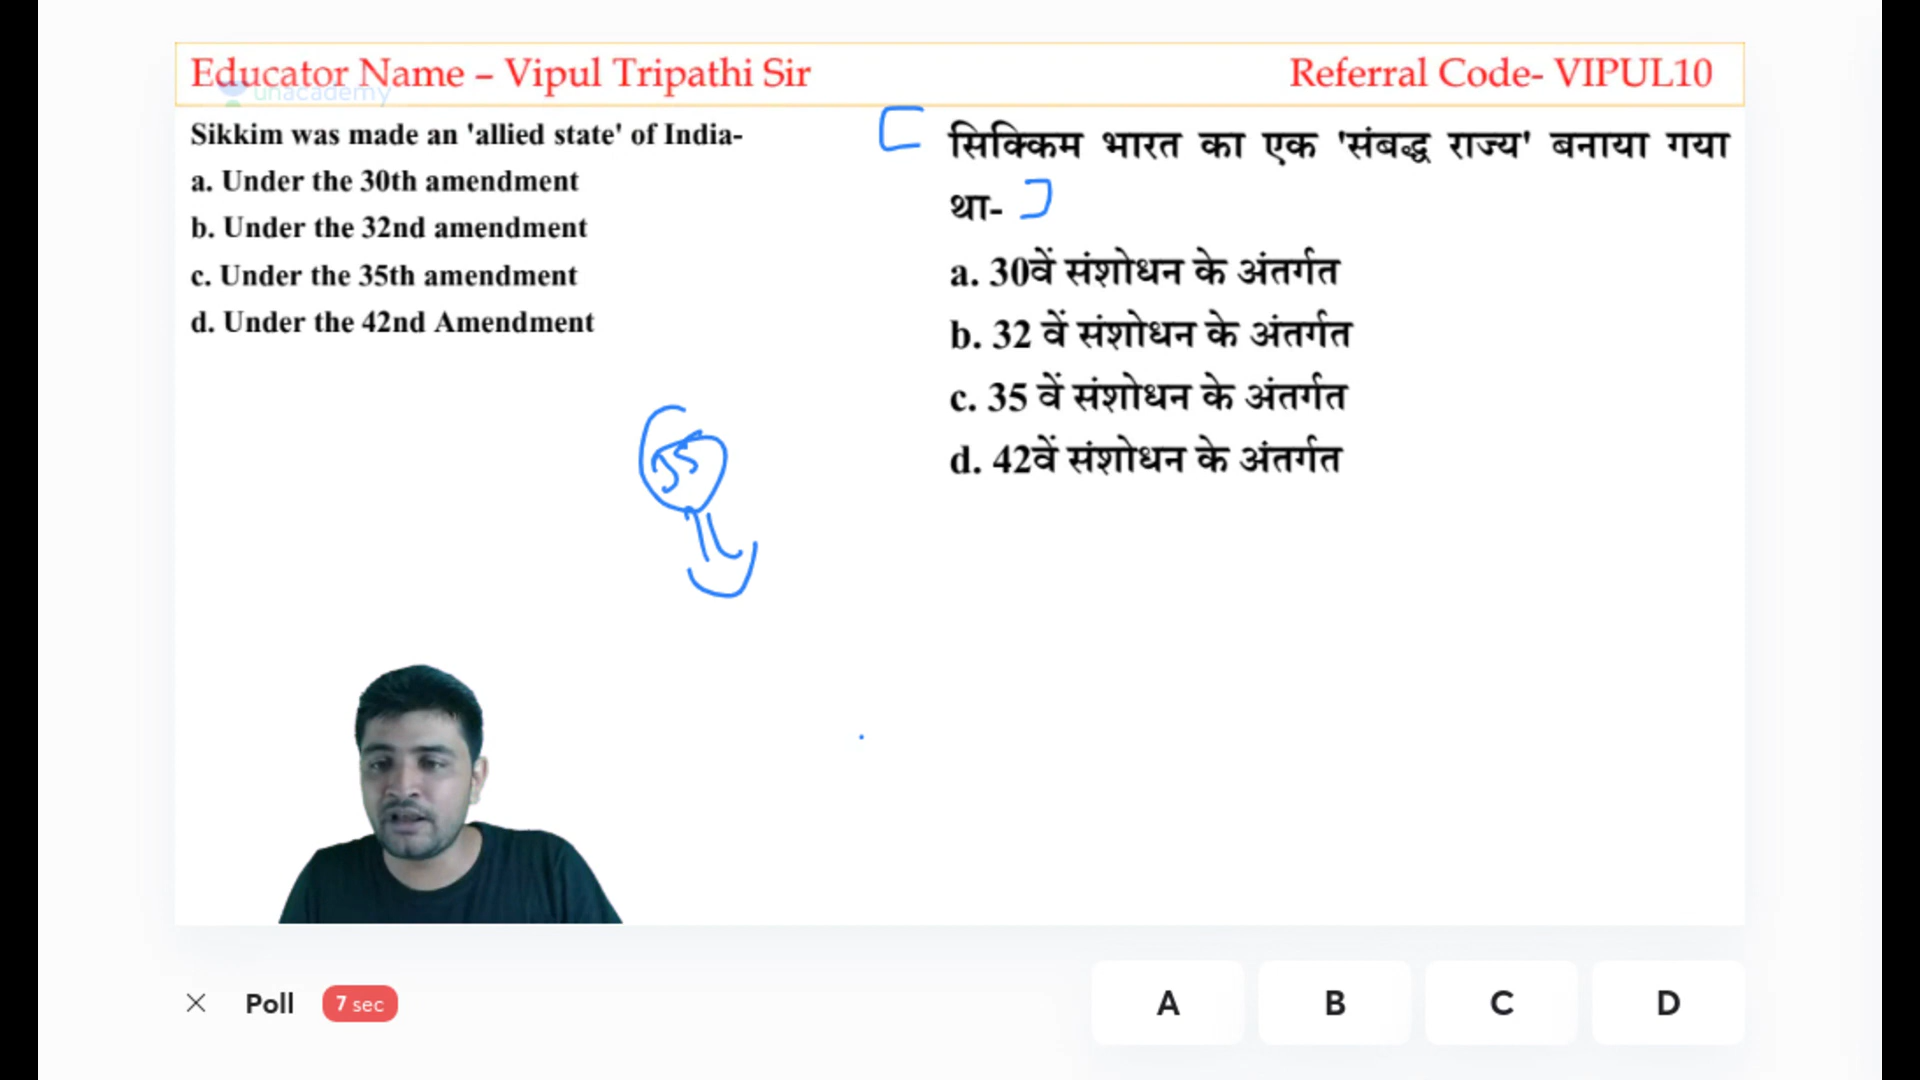 Educator Name – Vipul Tripathi Sir
Referral Code- VIPUL10
unacademy
Sikkim was made an 'allied state' of India-
a. Under the 30th amendment
b. Under the 32nd amendment
c. Under the 35th amendment
d. Under the 42nd Amendment
सिक्किम भारत का एक 'संबद्ध राज्य' बनाया गया
था-
a. 30वें संशोधन के अंतर्गत
b. 32 वें संशोधन के अंतर्गत
c. 35 वें संशोधन के अंतर्गत
d. 42वें संशोधन के अंतर्गत
35
Poll
7 sec
A
B
C
D